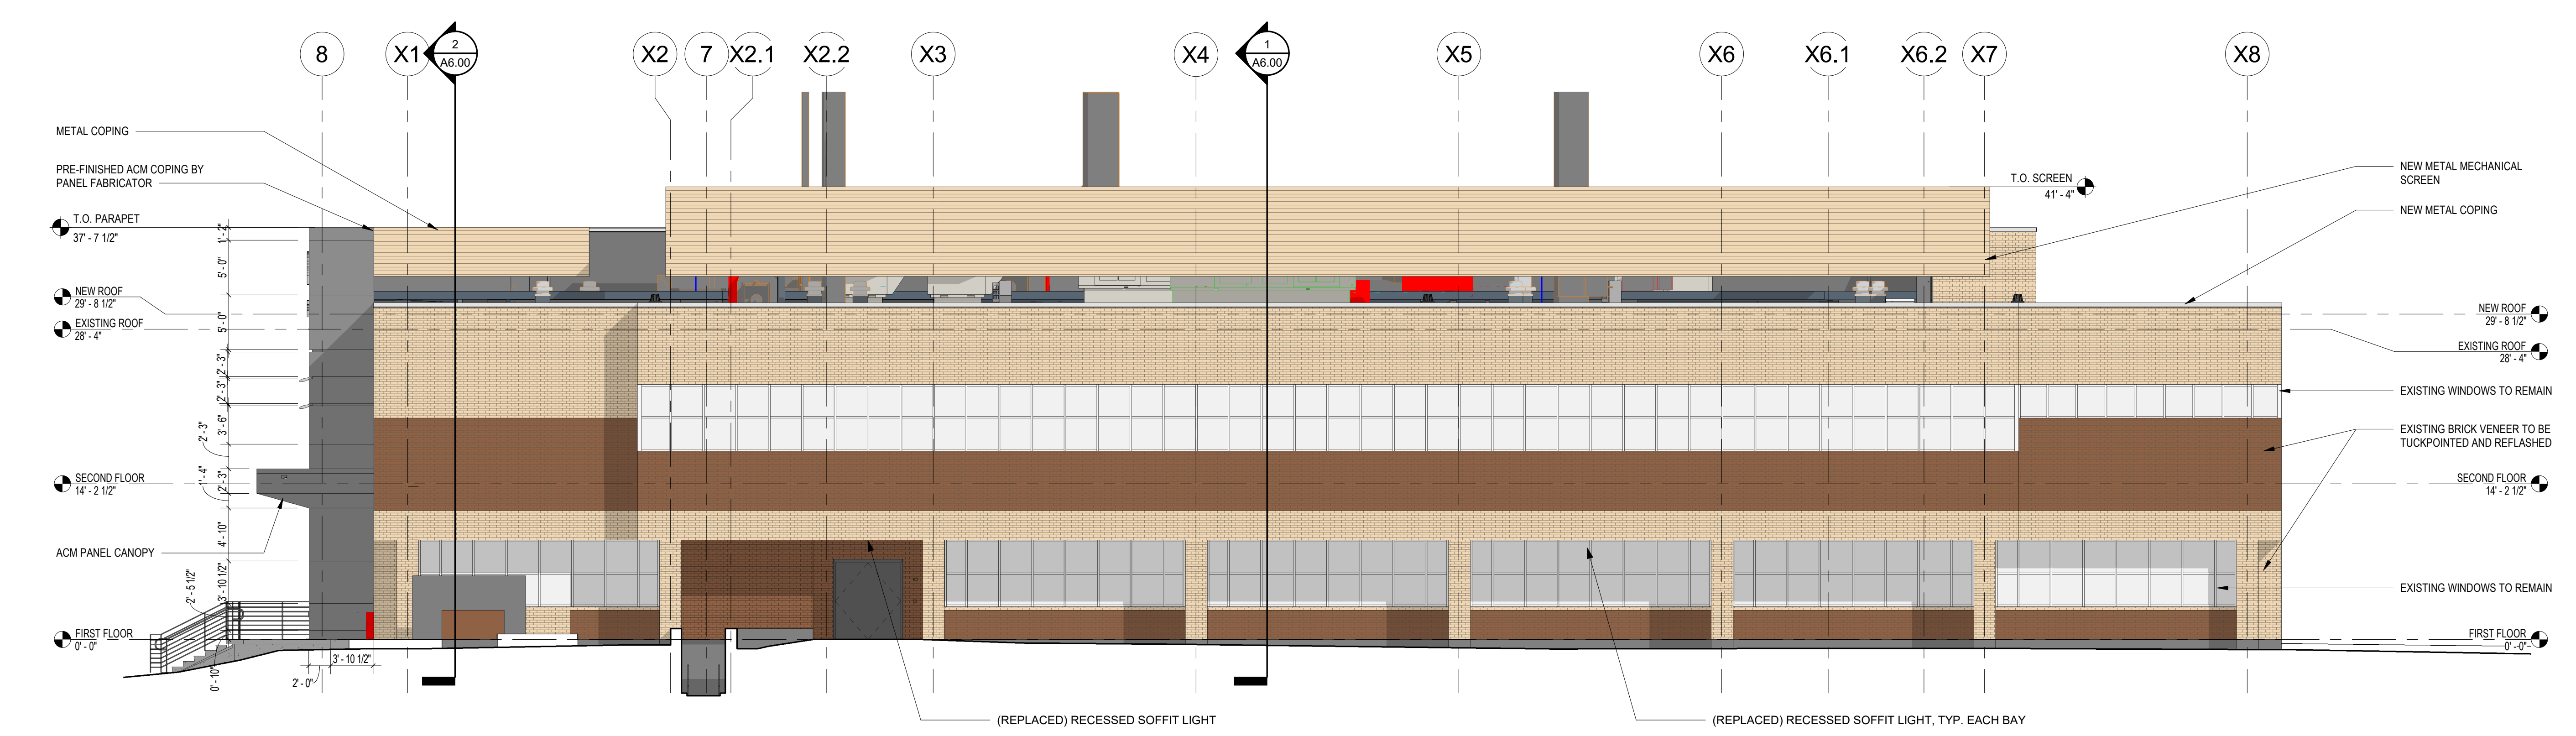 8
X1
2
A6.00
X2
7
X2.1
X2.2
X3
X4
1
A6.00
X5
X6
X6.1
X6.2
X7
X8
METAL COPING
PRE-FINISHED ACM COPING BY
PANEL FABRICATOR
T.O. PARAPET
37' - 7 1/2"
NEW ROOF
29' - 8 1/2"
EXISTING ROOF
28' - 4"
SECOND FLOOR
14' - 2 1/2"
ACM PANEL CANOPY
FIRST FLOOR
0' - 0"
1' - 2"
5' - 0"
5' - 0"
2' - 3"
2' - 3"
3' - 6"
2' - 3"
2' - 3"
1' - 4"
4' - 10"
3' - 10 1/2"
2' - 5 1/2"
0' - 10"
3' - 10 1/2"
2' - 0"
T.O. SCREEN
41' - 4"
NEW METAL MECHANICAL
SCREEN
NEW METAL COPING
NEW ROOF
29' - 8 1/2"
EXISTING ROOF
28' - 4"
EXISTING WINDOWS TO REMAIN
EXISTING BRICK VENEER TO BE
TUCKPOINTED AND REFLASHED
SECOND FLOOR
14' - 2 1/2"
EXISTING WINDOWS TO REMAIN
FIRST FLOOR
0' - 0"
(REPLACED) RECESSED SOFFIT LIGHT
(REPLACED) RECESSED SOFFIT LIGHT, TYP. EACH BAY